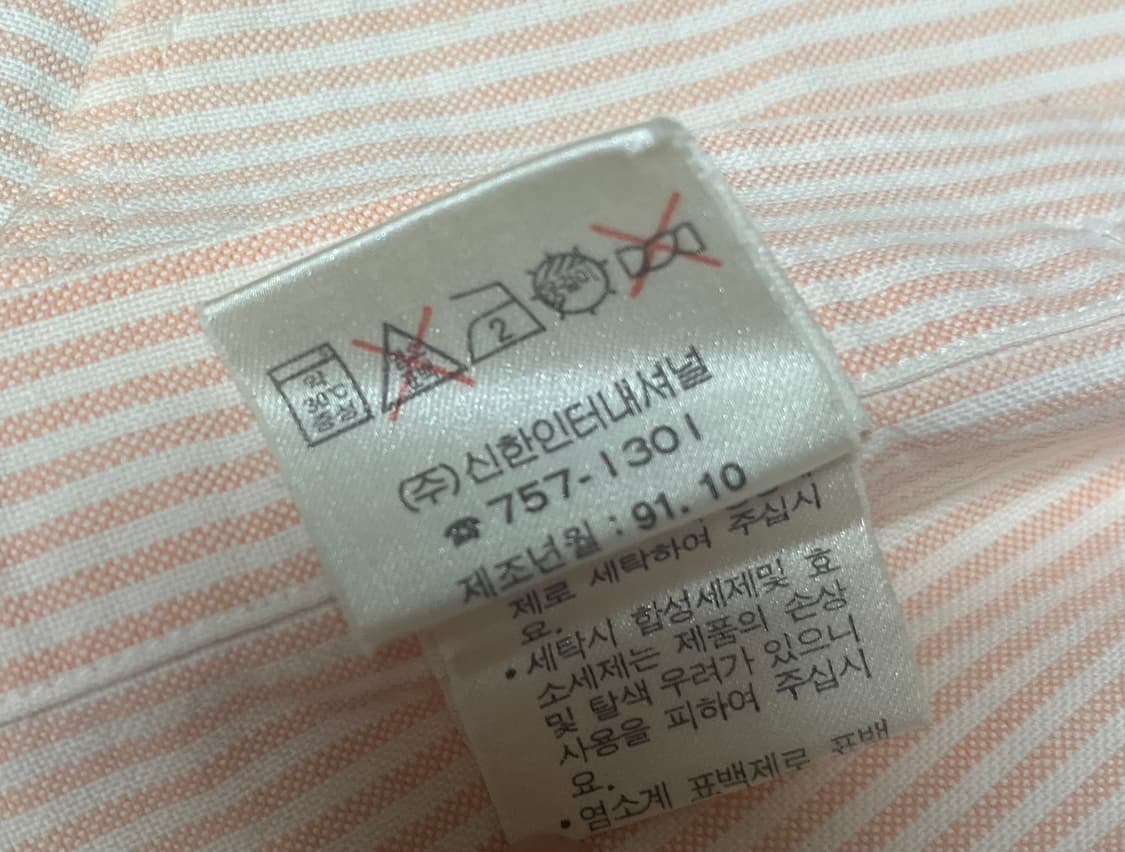 약
30℃
중성
2
(주)신한인터내셔널
☎ 757-1301
제조년월 : 91. 10
제로 세탁하여 주십시
요.
• 세탁시 합성세제및 효
소세제는 제품의 손상
및 탈색 우려가 있으니
사용을 피하여 주십시
요.
• 염소계 표백제로 표백